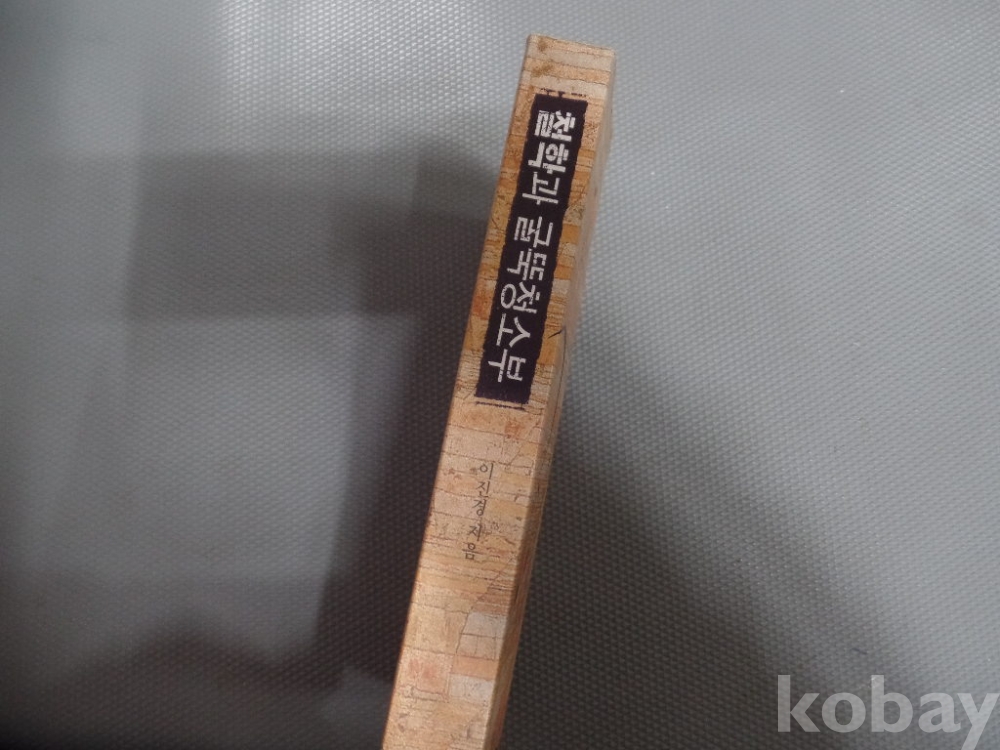 철학과 굴뚝청소부
이진경 지음
kobay